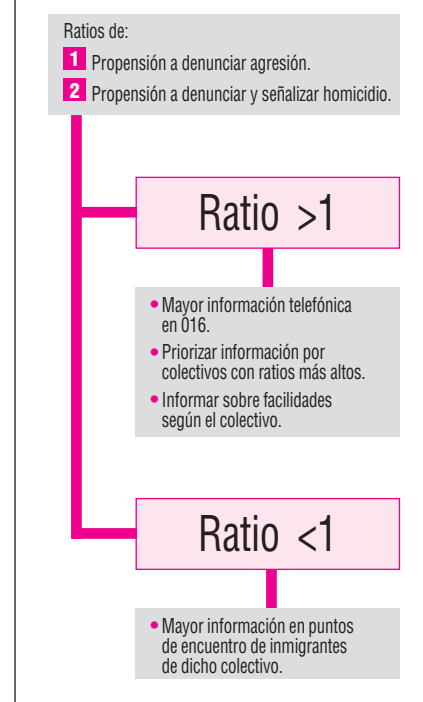 Ratios de:
1 Propensión a denunciar agresión.
2 Propensión a denunciar y señalizar homicidio.
Ratio >1
• Mayor información telefónica
en 016.
• Priorizar información por
colectivos con ratios más altos.
• Informar sobre facilidades
según el colectivo.
Ratio <1
• Mayor información en puntos
de encuentro de inmigrantes
de dicho colectivo.